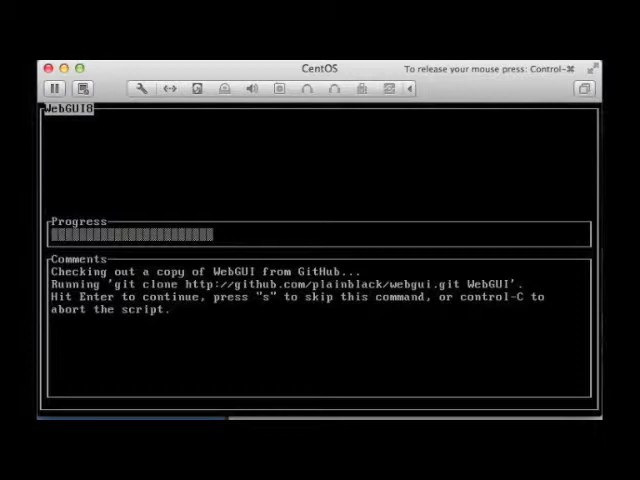 CentOS
To release your mouse press: Control-⌘
WebGUI8
Progress
Comments
Checking out a copy of WebGUI from GitHub...
Running 'git clone http://github.com/plainblack/webgui.git WebGUI'.
Hit Enter to continue, press "s" to skip this command, or control-C to
abort the script.